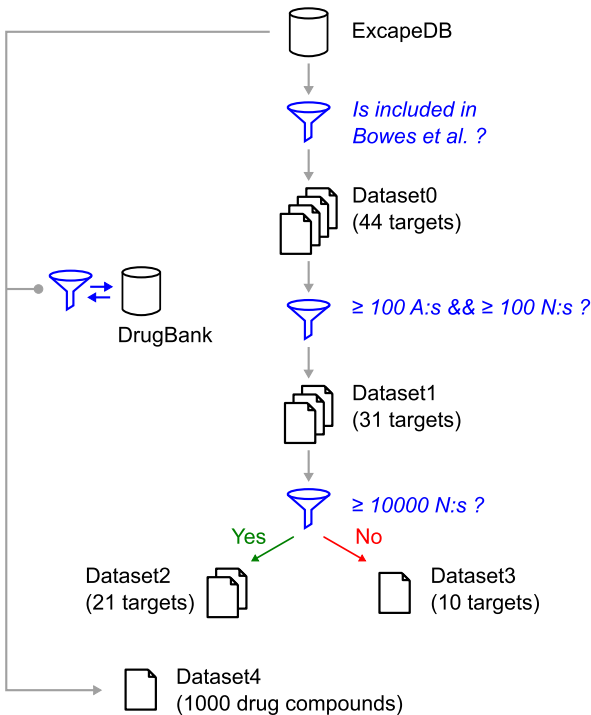 ExcapeDB
Is included in
Bowes et al. ?
Dataset0
(44 targets)
≥ 100 A:s && ≥ 100 N:s ?
DrugBank
Dataset1
(31 targets)
≥ 10000 N:s ?
Yes
No
Dataset2
(21 targets)
Dataset3
(10 targets)
Dataset4
(1000 drug compounds)